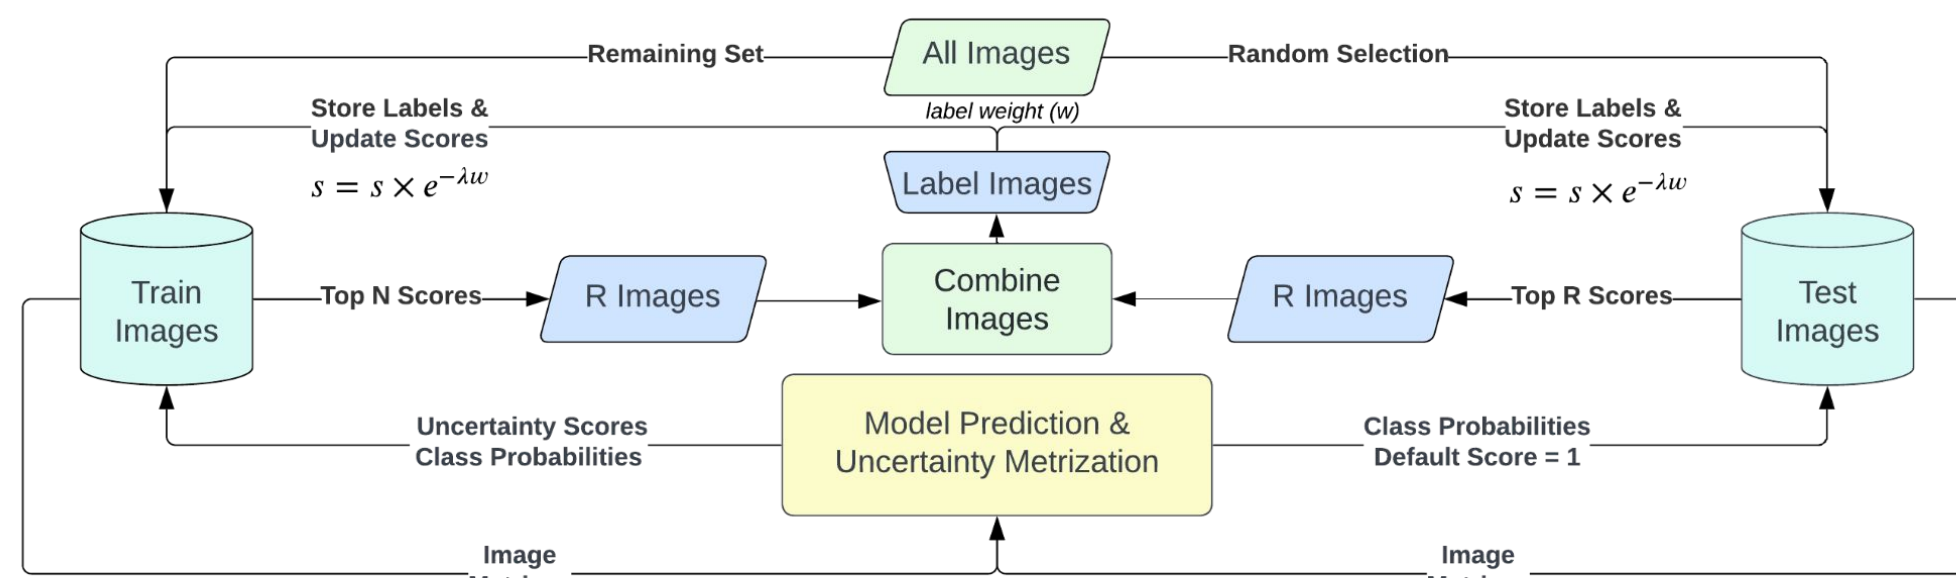 All Images
Remaining Set
Random Selection
label weight (w)
Store Labels &
Update Scores
s = s × e^{−λw}
Store Labels &
Update Scores
s = s × e^{−λw}
Label Images
Train
Images
Top N Scores
R Images
Combine
Images
R Images
Top R Scores
Test
Images
Uncertainty Scores
Class Probabilities
Model Prediction &
Uncertainty Metrization
Class Probabilities
Default Score = 1
Image
Image